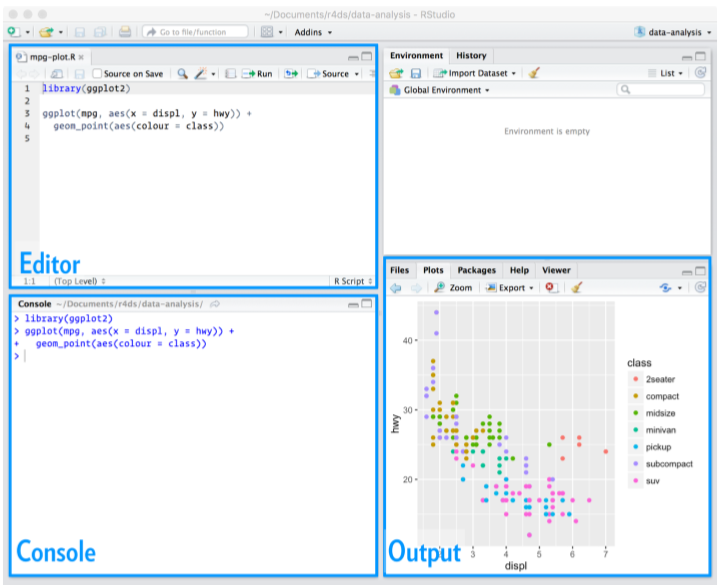 ~/Documents/r4ds/data-analysis - RStudio
Go to file/function
Addins
data-analysis
mpg-plot.R
Source on Save
Run
Source
1 library(ggplot2)
2
3 ggplot(mpg, aes(x = displ, y = hwy)) +
4 geom_point(aes(colour = class))
5
Editor
1:1 (Top Level) R Script
Console ~/Documents/r4ds/data-analysis/
> library(ggplot2)
> ggplot(mpg, aes(x = displ, y = hwy)) +
+ geom_point(aes(colour = class))
>
Console
Environment History
Import Dataset
List
Global Environment
Environment is empty
Files Plots Packages Help Viewer
Zoom Export
40
30
20
hwy
3 4 5 6 7
displ
class
2seater
compact
midsize
minivan
pickup
subcompact
suv
Output